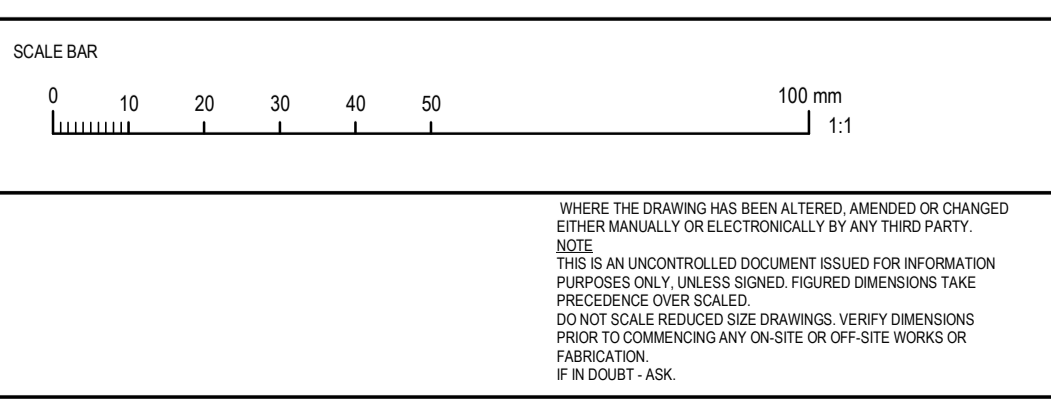 SCALE BAR
0 10 20 30 40 50 100 mm
1:1
WHERE THE DRAWING HAS BEEN ALTERED, AMENDED OR CHANGED
EITHER MANUALLY OR ELECTRONICALLY BY ANY THIRD PARTY.
NOTE
THIS IS AN UNCONTROLLED DOCUMENT ISSUED FOR INFORMATION
PURPOSES ONLY, UNLESS SIGNED. FIGURED DIMENSIONS TAKE
PRECEDENCE OVER SCALED.
DO NOT SCALE REDUCED SIZE DRAWINGS. VERIFY DIMENSIONS
PRIOR TO COMMENCING ANY ON-SITE OR OFF-SITE WORKS OR
FABRICATION.
IF IN DOUBT - ASK.